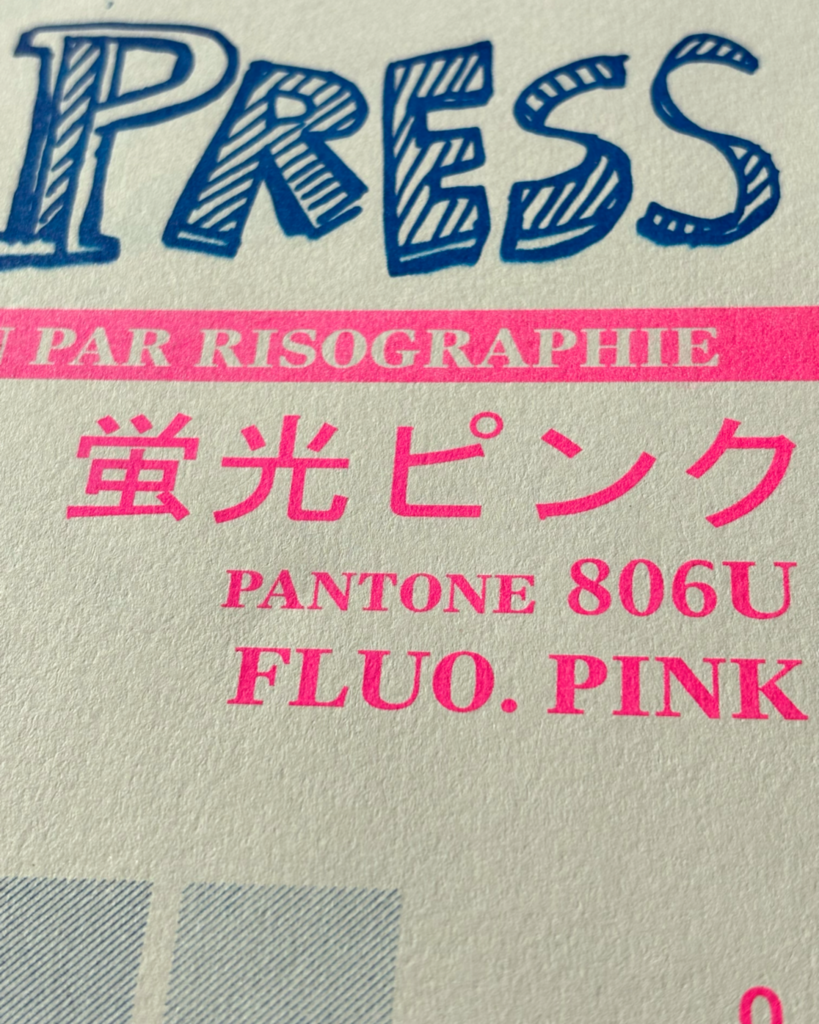 PRESS
PAR RISOGRAPHIE
蛍光ピンク
PANTONE 806U
FLUO. PINK